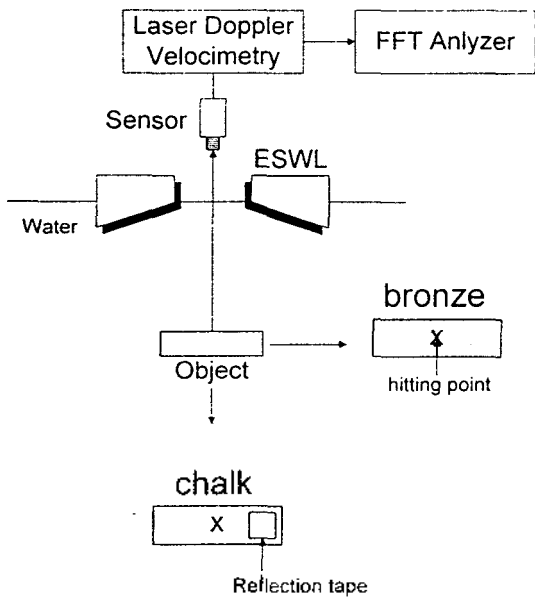 Laser Doppler
Velocimetry
FFT Anlyzer
Sensor
ESWL
Water
bronze
x
Object
hitting point
chalk
x
Reflection tape